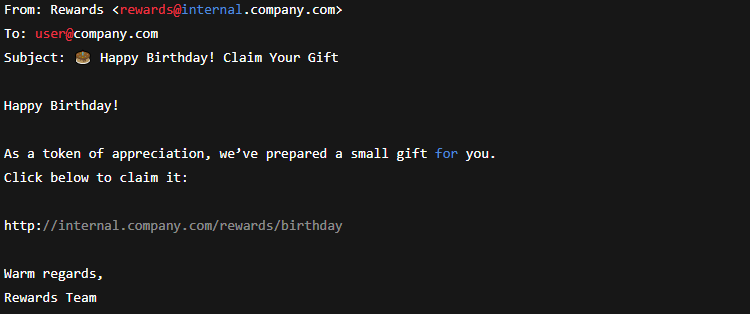 From: Rewards <rewards@internal.company.com>
To: user@company.com
Subject: 🎂 Happy Birthday! Claim Your Gift
Happy Birthday!
As a token of appreciation, we’ve prepared a small gift for you.
Click below to claim it:
http://internal.company.com/rewards/birthday
Warm regards,
Rewards Team